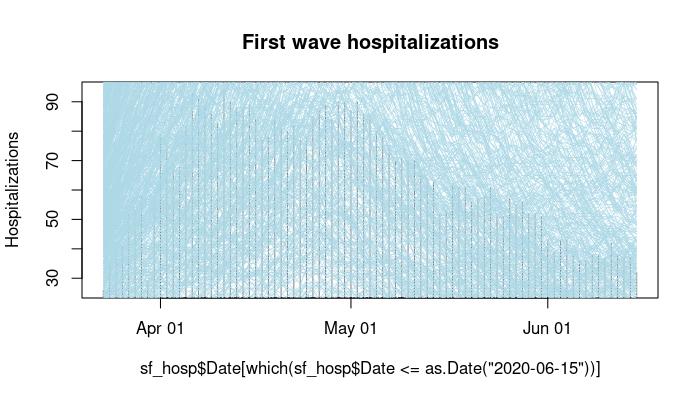 First wave hospitalizations
Hospitalizations
90
70
50
30
Apr 01
May 01
Jun 01
sf_hosp$Date[which(sf_hosp$Date <= as.Date("2020-06-15"))]